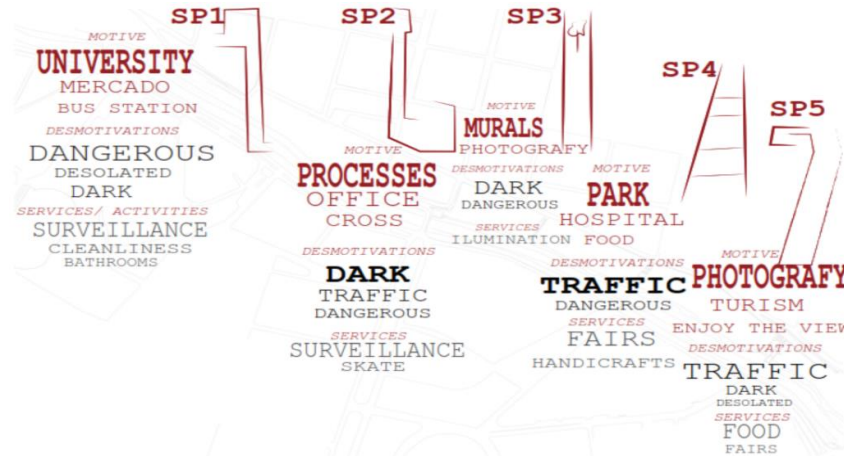 SP1
MOTIVE
UNIVERSITY
MERCADO
BUS STATION
DESMOTIVATIONS
DANGEROUS
DESOLATED
DARK
SERVICES/ ACTIVITIES
SURVEILLANCE
CLEANLINESS
BATHROOMS
SP2
MOTIVE
PROCESSES
OFFICE
CROSS
DESMOTIVATIONS
DARK
TRAFFIC
DANGEROUS
SERVICES
SURVEILLANCE
SKATE
SP3
MOTIVE
MURALS
PHOTOGRAFY
DESMOTIVATIONS
DARK
DANGEROUS
SERVICES
ILUMINATION
SP4
MOTIVE
PARK
HOSPITAL
FOOD
DESMOTIVATIONS
TRAFFIC
DANGEROUS
SERVICES
FAIRS
HANDICRAFTS
SP5
MOTIVE
PHOTOGRAFY
TURISM
ENJOY THE VIEW
DESMOTIVATIONS
TRAFFIC
DARK
DESOLATED
SERVICES
FOOD
FAIRS